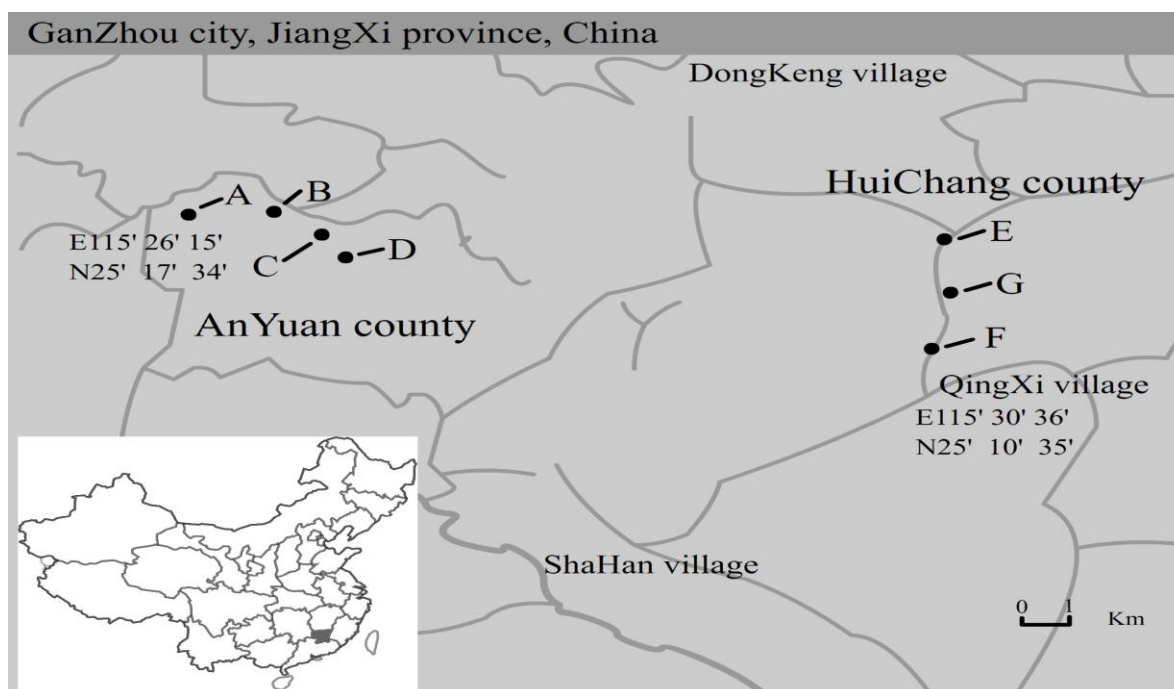 GanZhou city, JiangXi province, China
DongKeng village
HuiChang county
A
B
E115' 26' 15'
N25' 17' 34'
C
D
E
G
F
AnYuan county
QingXi village
E115' 30' 36'
N25' 10' 35'
ShaHan village
0 1
Km